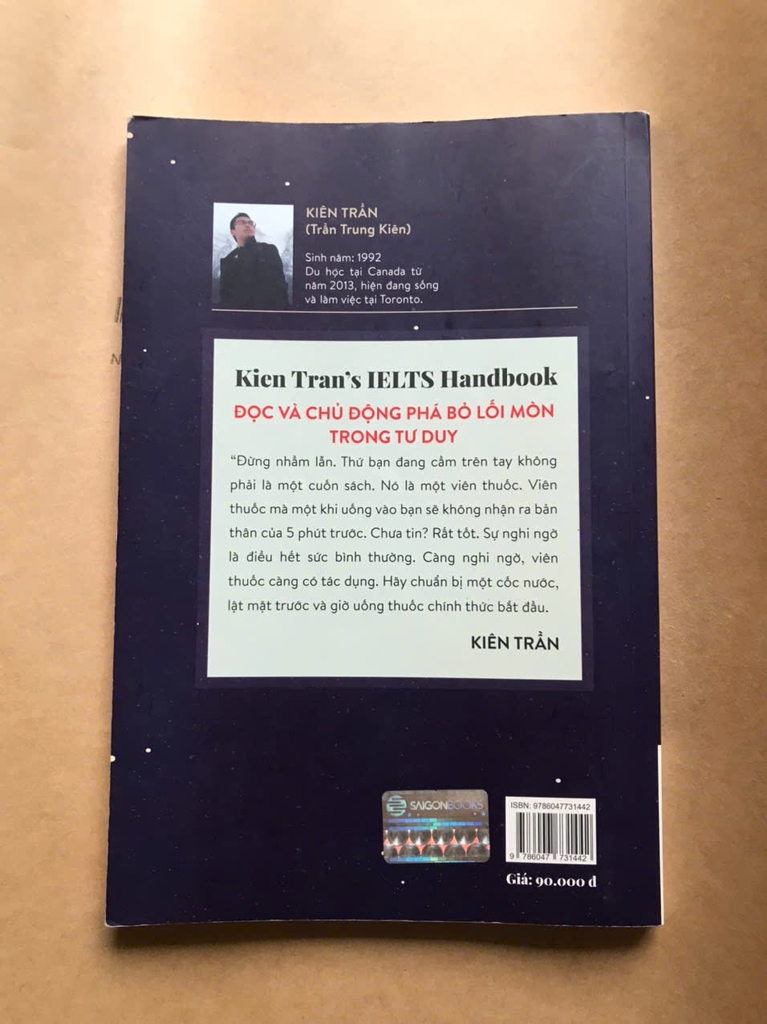 KIÊN TRẦN
(Trần Trung Kiên)
Sinh năm: 1992
Du học tại Canada từ
năm 2013, hiện đang sống
và làm việc tại Toronto.
Kien Tran's IELTS Handbook
ĐỌC VÀ CHỦ ĐỘNG PHÁ BỎ LỐI MÒN
TRONG TƯ DUY
“Đừng nhầm lẫn. Thứ bạn đang cầm trên tay không
phải là một cuốn sách. Nó là một viên thuốc. Viên
thuốc mà một khi uống vào bạn sẽ không nhận ra bản
thân của 5 phút trước. Chưa tin? Rất tốt. Sự nghi ngờ
là điều hết sức bình thường. Càng nghi ngờ, viên
thuốc càng có tác dụng. Hãy chuẩn bị một cốc nước,
lật mặt trước và giờ uống thuốc chính thức bắt đầu.
KIÊN TRẦN
SAIGONBOOKS
ISBN: 9786047731442
9 786047 731442
Giá: 90.000 đ